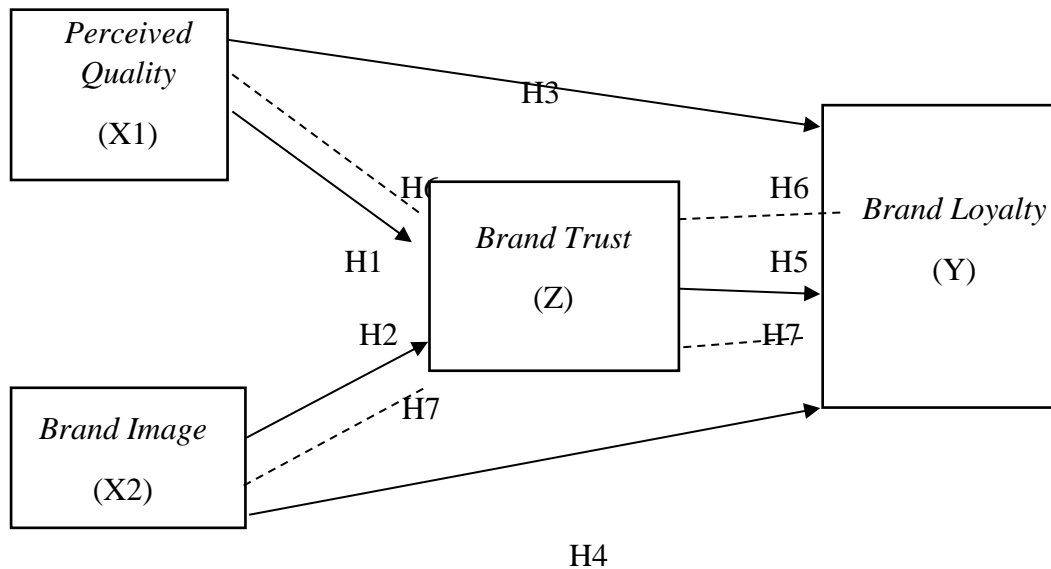 Perceived
Quality
(X1)
H3
H6
H6
Brand Trust
(Z)
Brand Loyalty
(Y)
H1
H5
H2
H7
Brand Image
(X2)
H7
H4